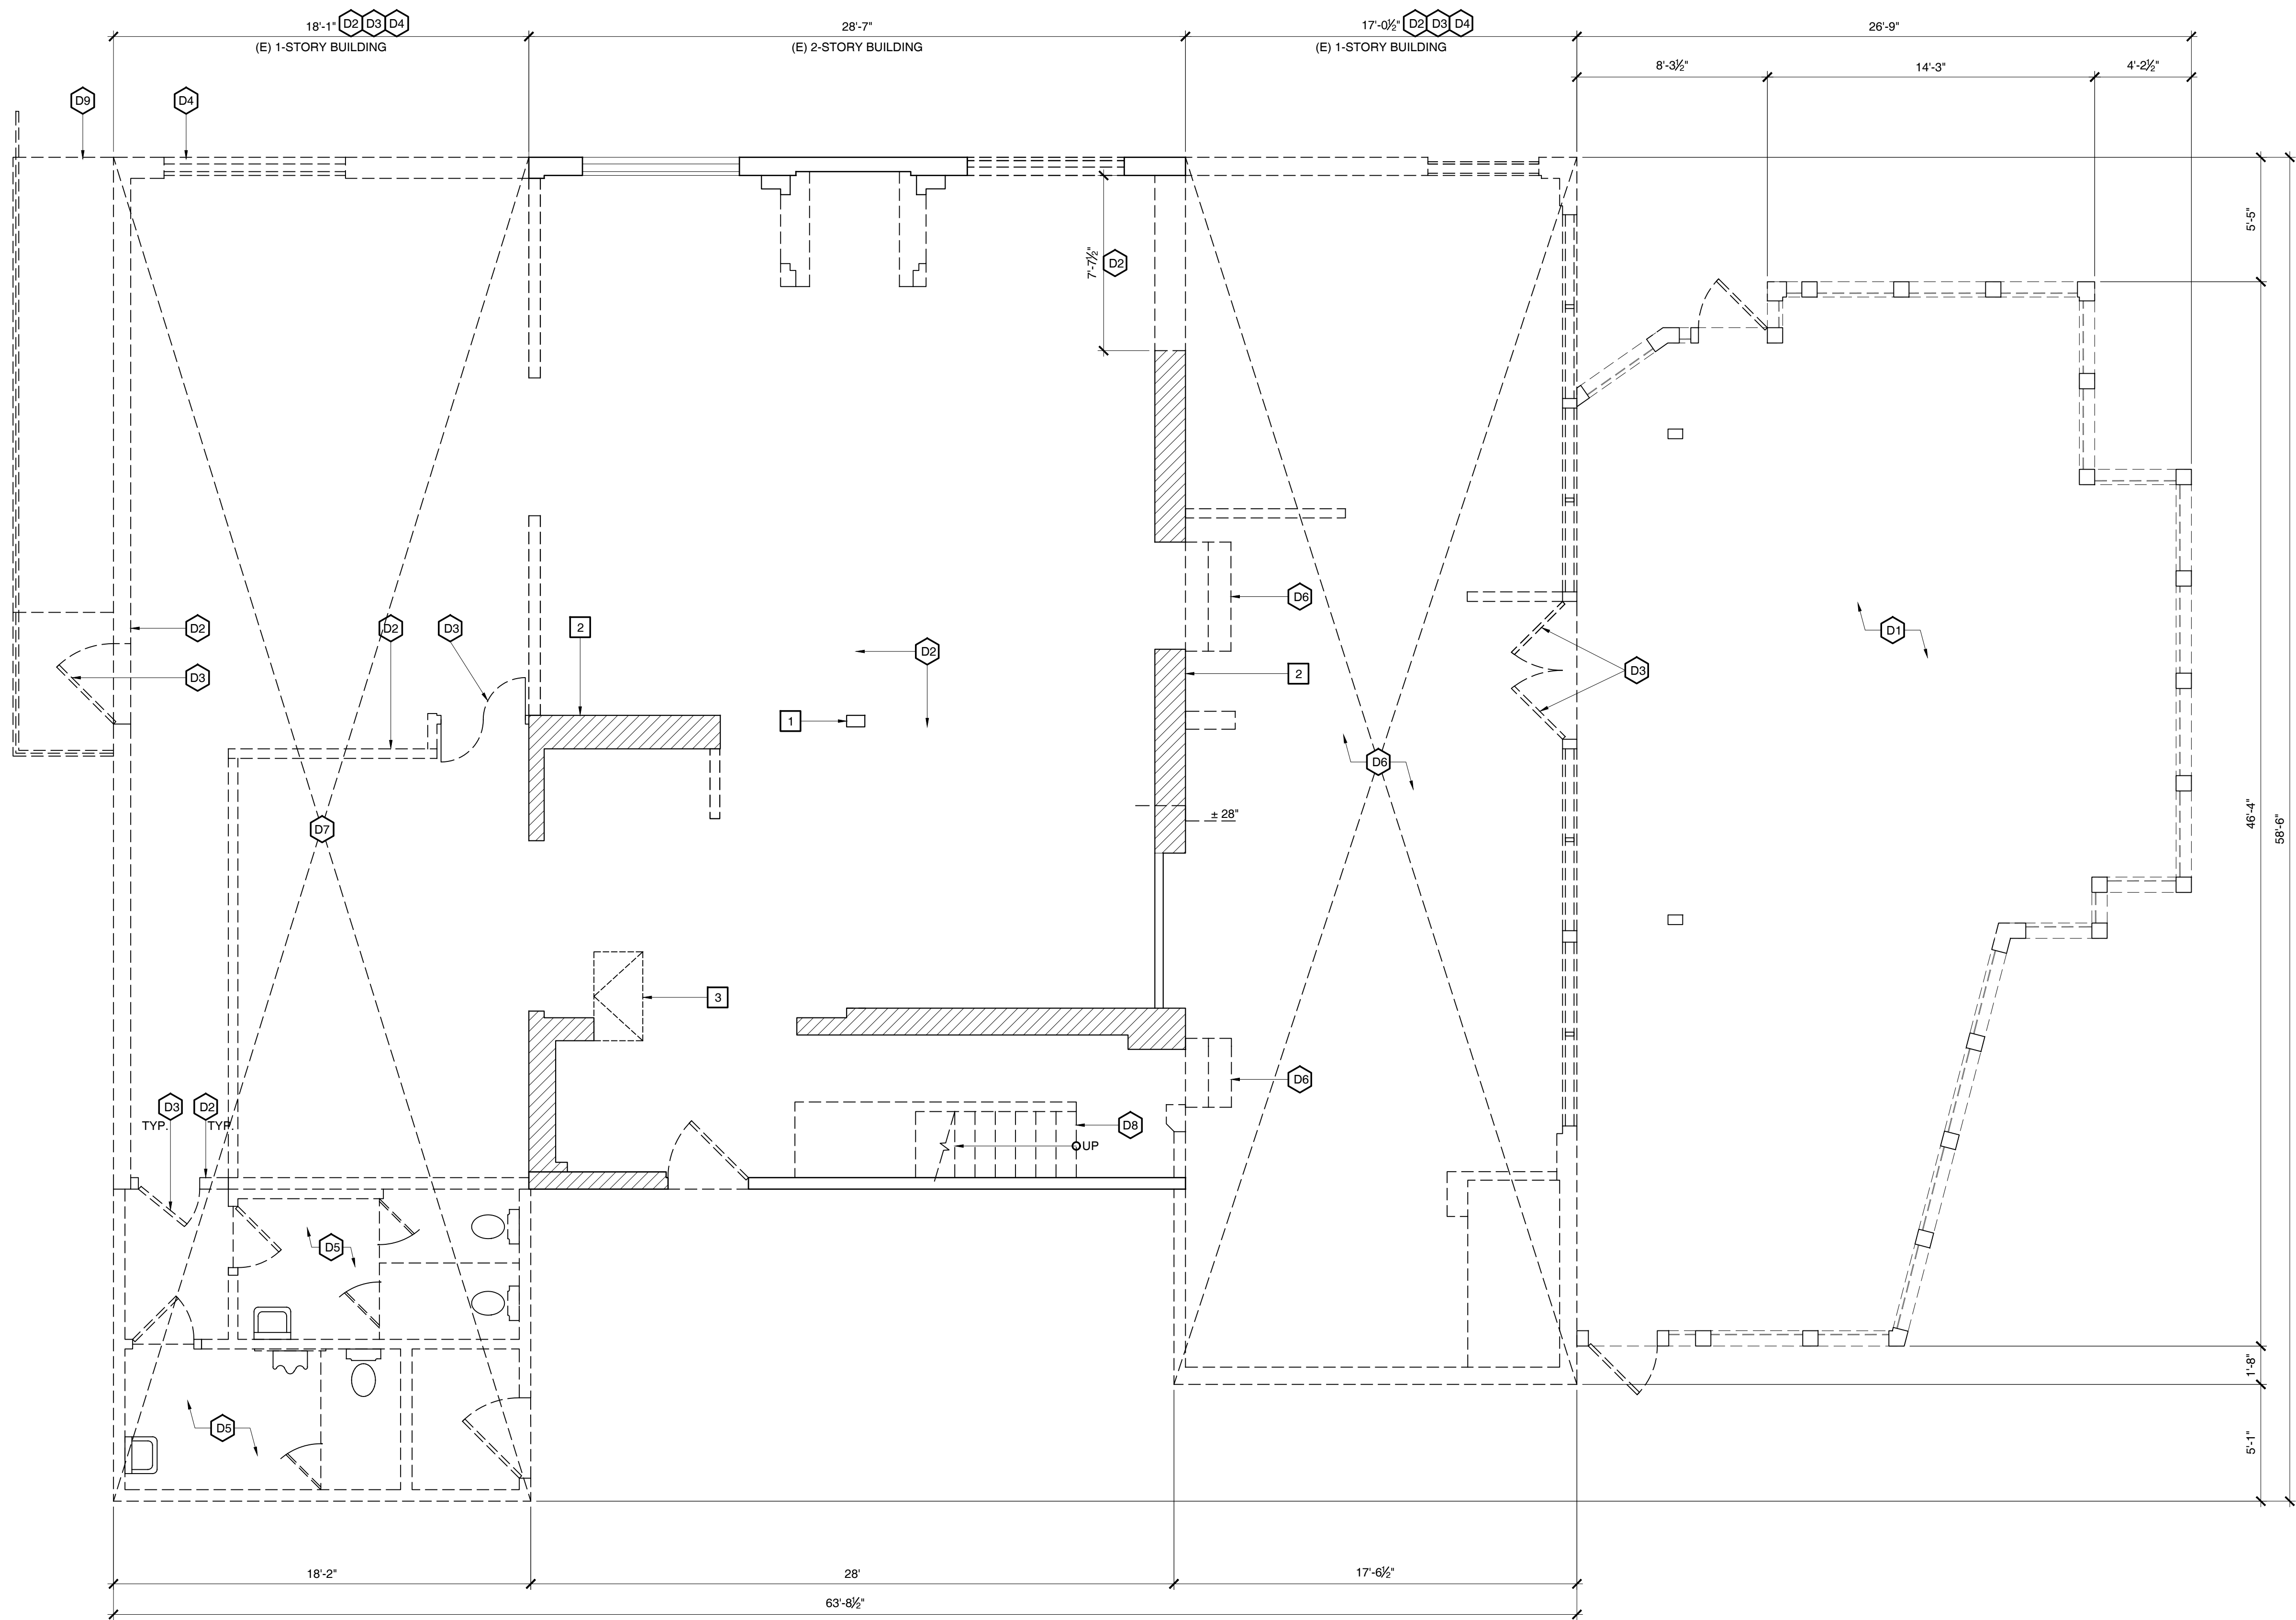 18'-1" D2 D3 D4
(E) 1-STORY BUILDING
28'-7"
(E) 2-STORY BUILDING
17'-0½" D2 D3 D4
(E) 1-STORY BUILDING
26'-9"
8'-3½"
14'-3"
4'-2½"
D9
D4
5'-5"
7'-7½"
D2
D6
D2
D2
D3
2
D2
D1
D3
2
D3
1
D6
± 28"
46'-4"
58'-6"
D7
3
D6
D3
TYP.
D2
TYP.
D8
UP
D5
1'-8"
D5
5'-1"
18'-2"
28'
17'-6½"
63'-8½"